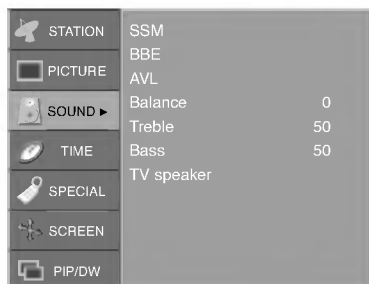 STATION
PICTURE
SOUND ►
TIME
SPECIAL
SCREEN
PIP/DW
SSM
BBE
AVL
Balance 0
Treble 50
Bass 50
TV speaker